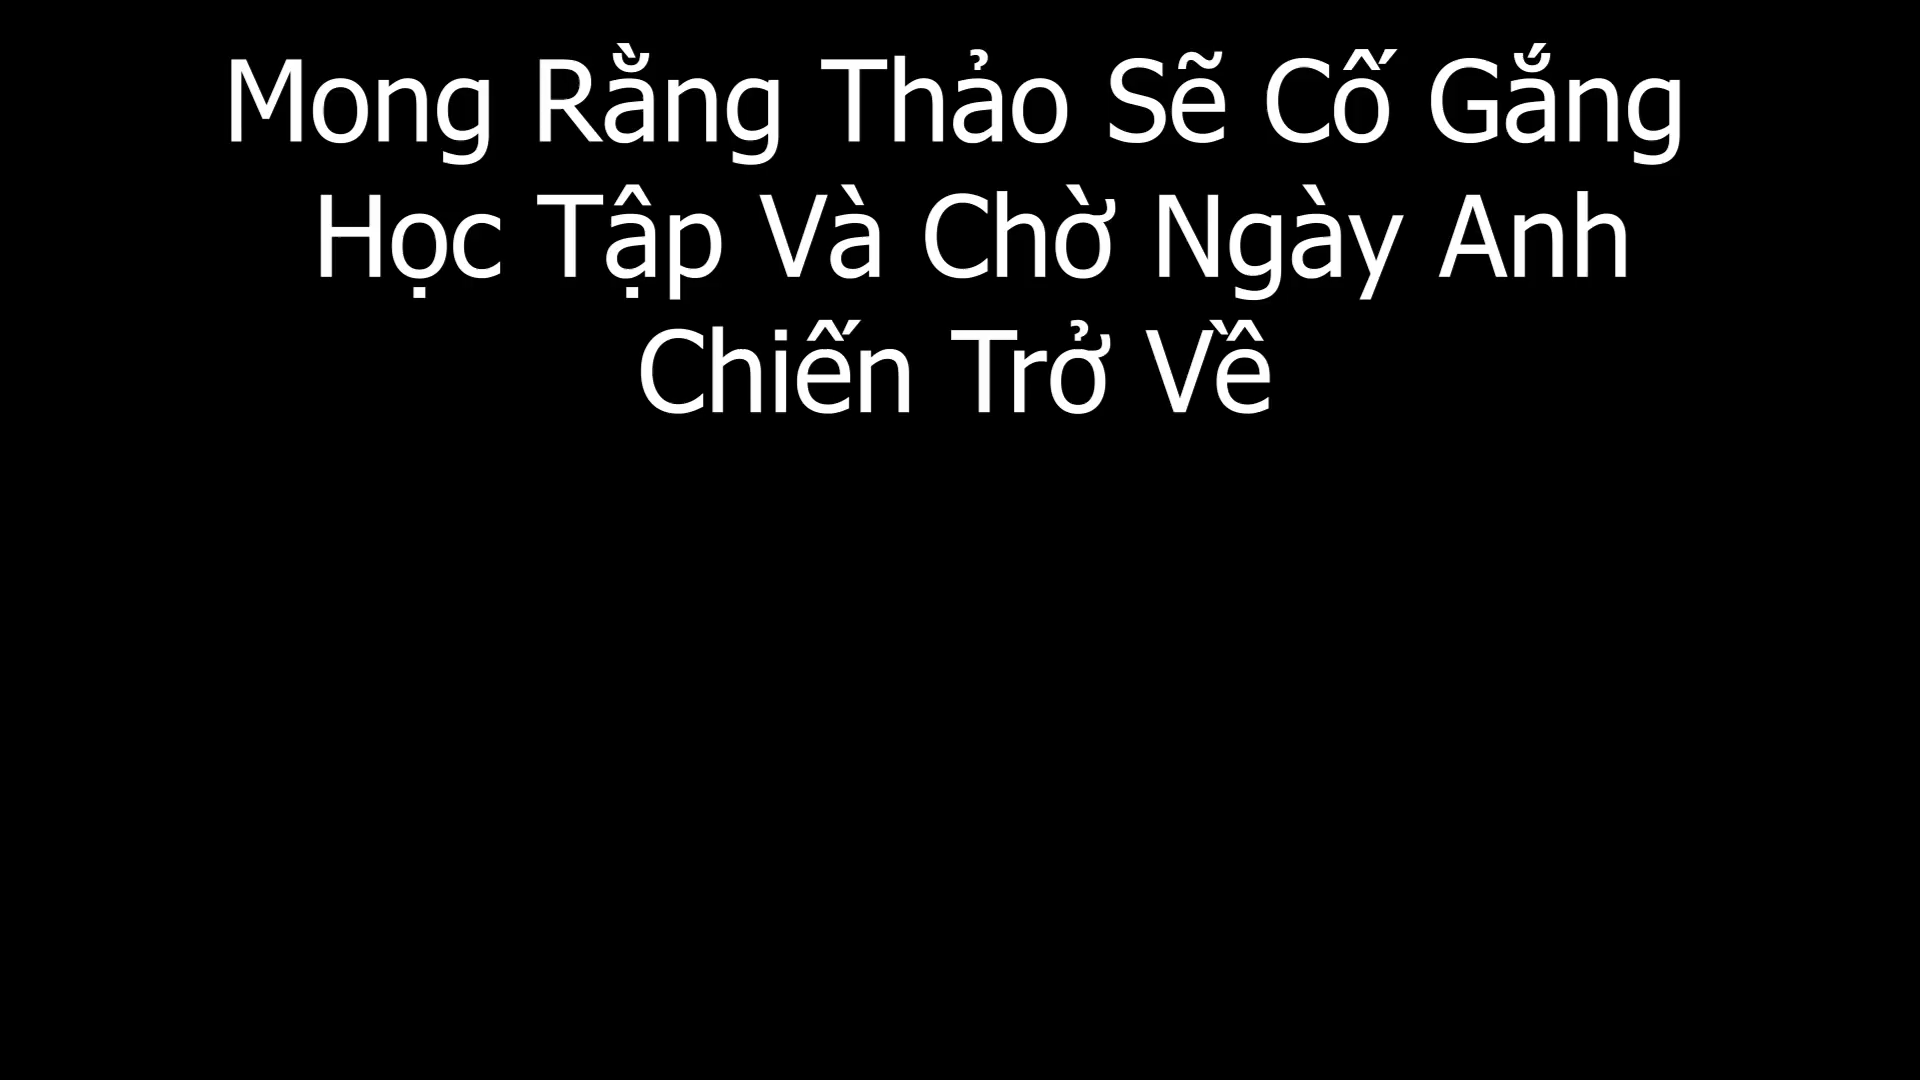 Mong Rằng Thảo Sẽ Cố Gắng
Học Tập Và Chờ Ngày Anh
Chiến Trở Về